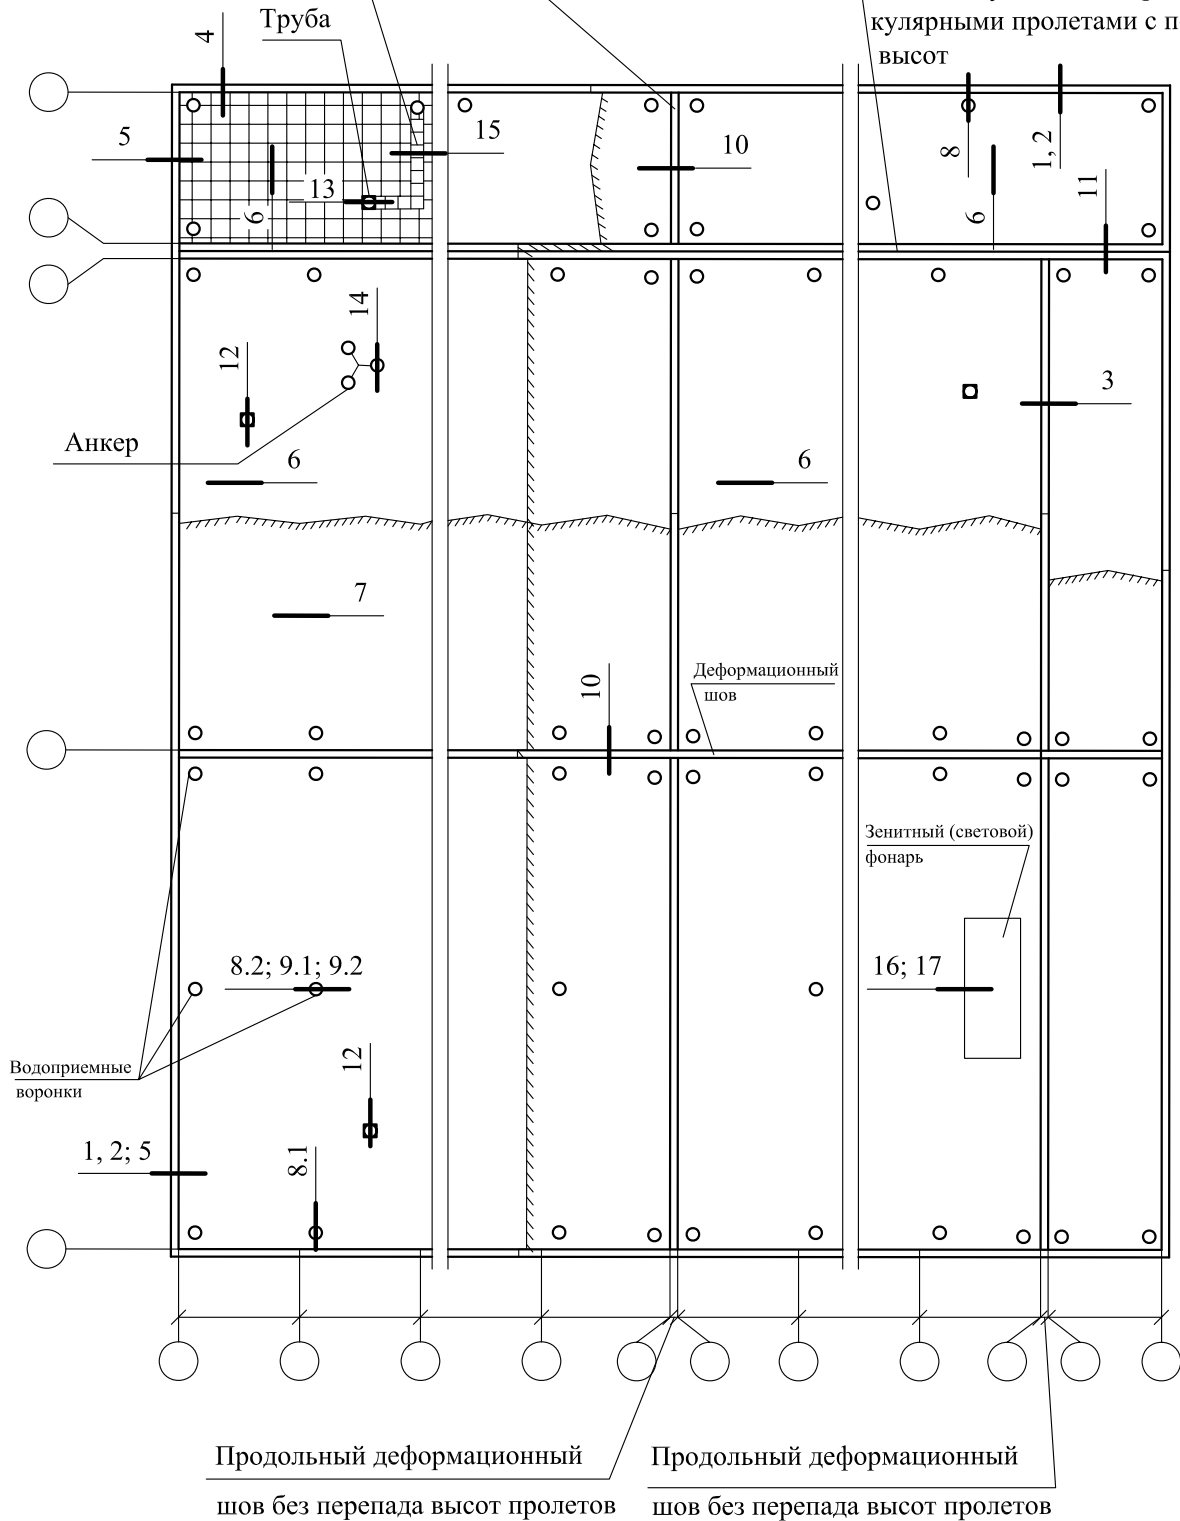 кулярными пролетами с п
высот
Труба
4
5
15
10
8
1, 2
11
13
6
6
14
12
3
Анкер
6
6
7
10
Деформационный
шов
Зенитный (световой)
фонарь
8.2; 9.1; 9.2
16; 17
Водоприемные
воронки
12
1, 2; 5
8.1
Продольный деформационный
шов без перепада высот пролетов
Продольный деформационный
шов без перепада высот пролетов